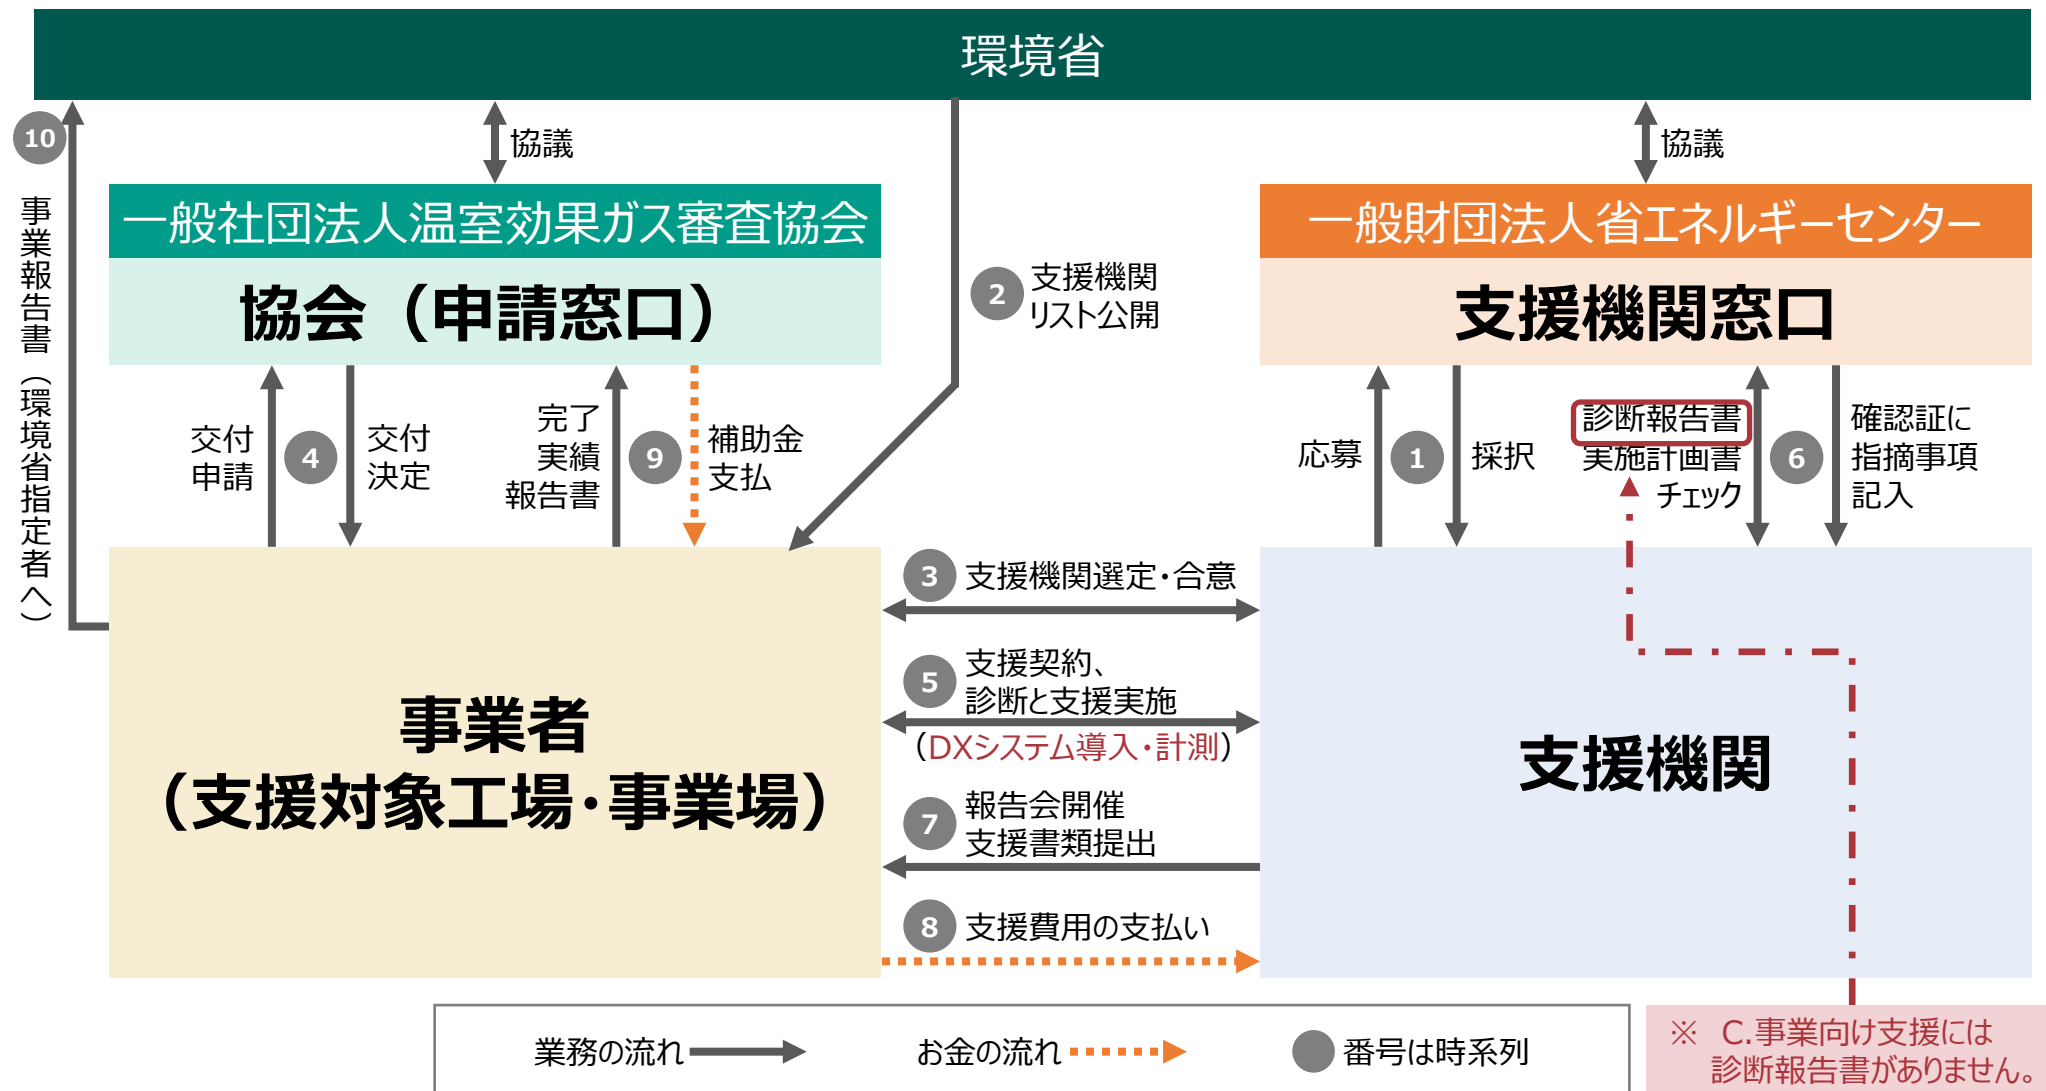 環境省
10
事業報告書（環境省指定者へ）
協議
協議
一般社団法人温室効果ガス審査協会
協会（申請窓口）
2
支援機関
リスト公開
一般財団法人省エネルギーセンター
支援機関窓口
交付
申請
4
交付
決定
完了
実績
報告書
9
補助金
支払
応募
1
採択
診断報告書
実施計画書
チェック
6
確認証に
指摘事項
記入
3
支援機関選定・合意
5
支援契約、
診断と支援実施
（DXシステム導入・計測）
7
報告会開催
支援書類提出
8
支援費用の支払い
事業者
（支援対象工場・事業場）
支援機関
業務の流れ
お金の流れ
番号は時系列
※ C.事業向け支援には
診断報告書がありません。